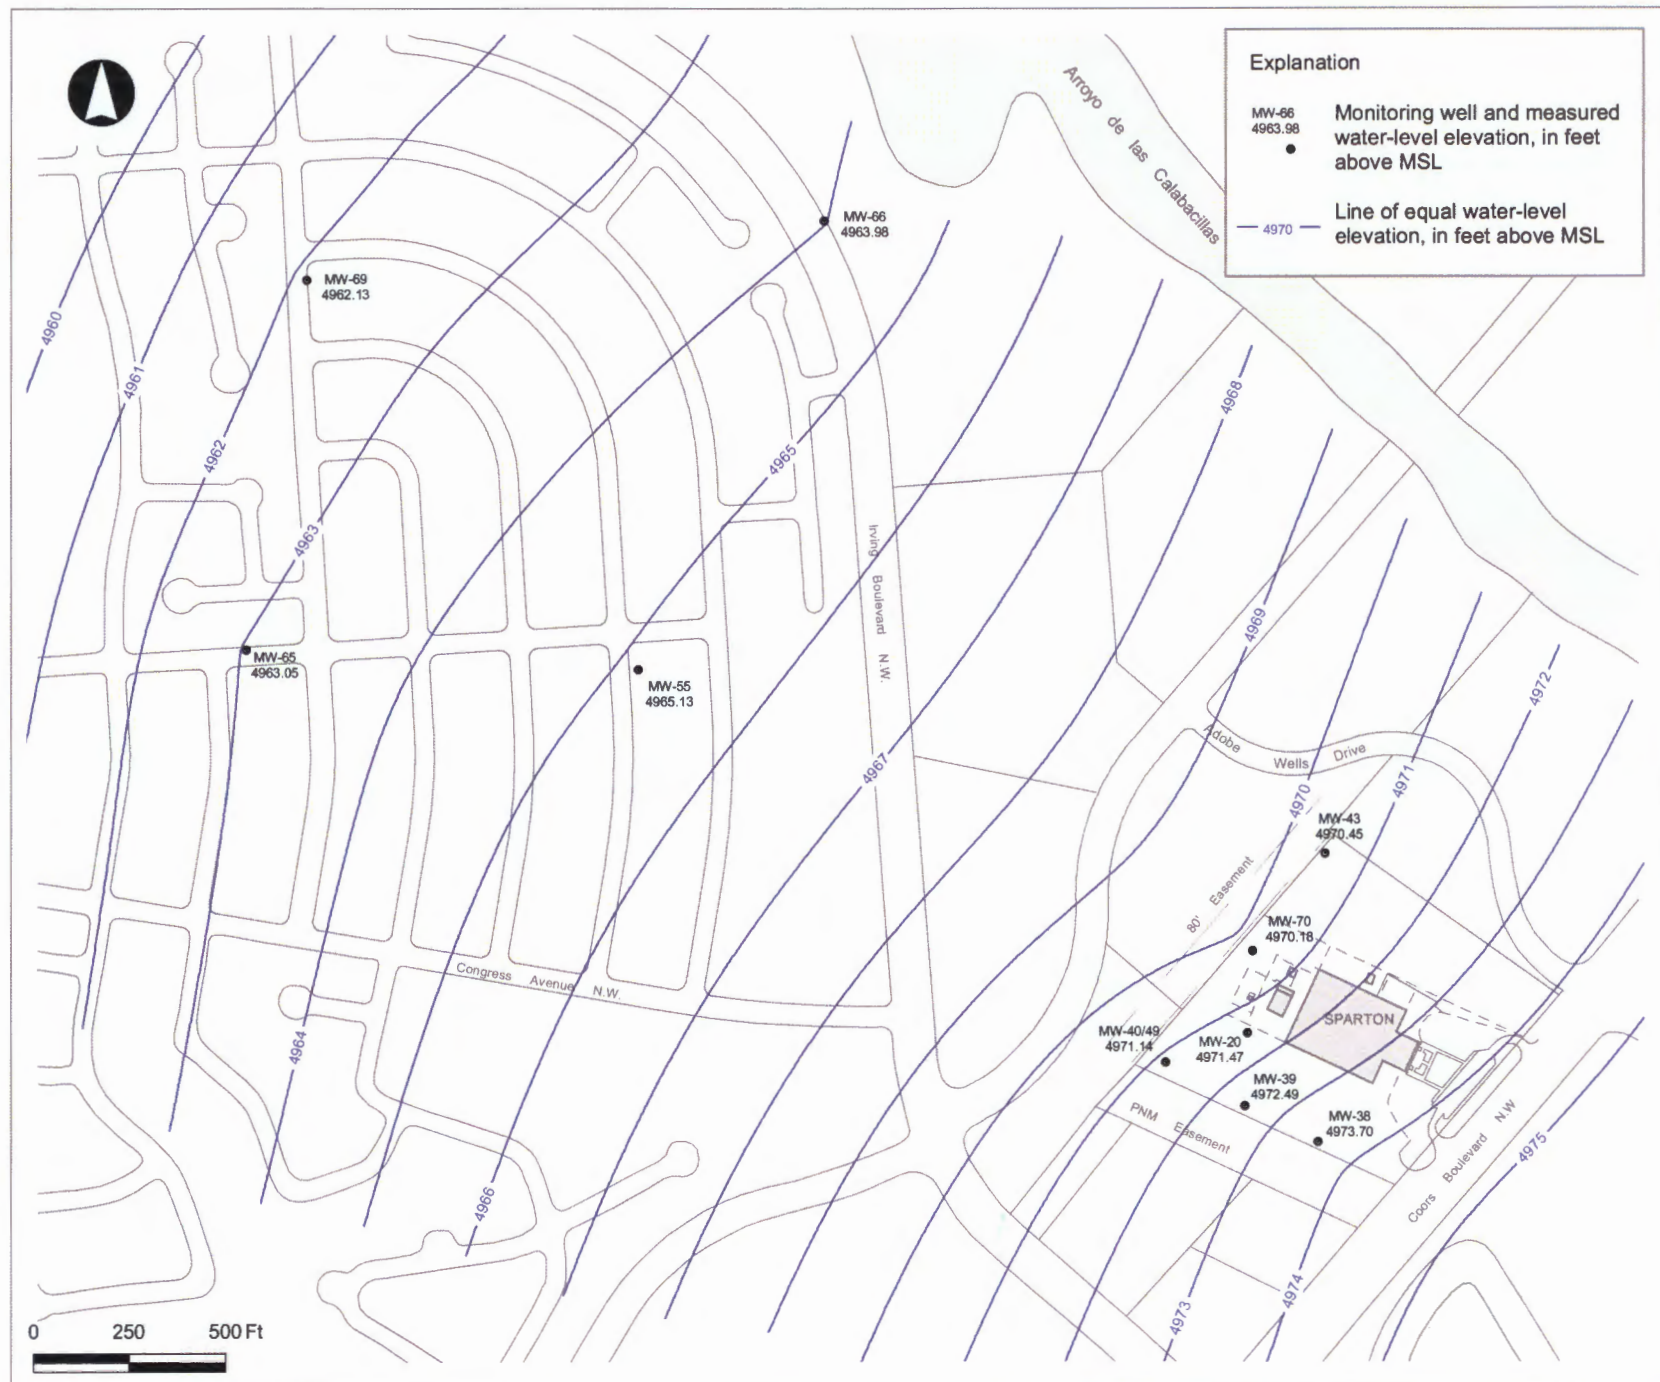 Explanation
MW-66
4963.98
Monitoring well and measured
water-level elevation, in feet
above MSL
4970
Line of equal water-level
elevation, in feet above MSL
Arroyo de las Calabacillas
MW-66
4963.98
MW-69
4962.13
4960
4961
4968
4962
4965
4963
Irving Boulevard N.W.
4969
MW-65
4963.05
MW-55
4965.13
4972
Adobe Wells Drive
4967
4971
4970
MW-43
4970.45
80' Easement
MW-70
4970.18
Congress Avenue N.W.
SPARTON
MW-40/49
4971.14
MW-20
4971.47
4964
MW-39
4972.49
PNM Easement
MW-38
4973.70
Coors Boulevard N.W
4975
4966
4974
4973
0 250 500 Ft